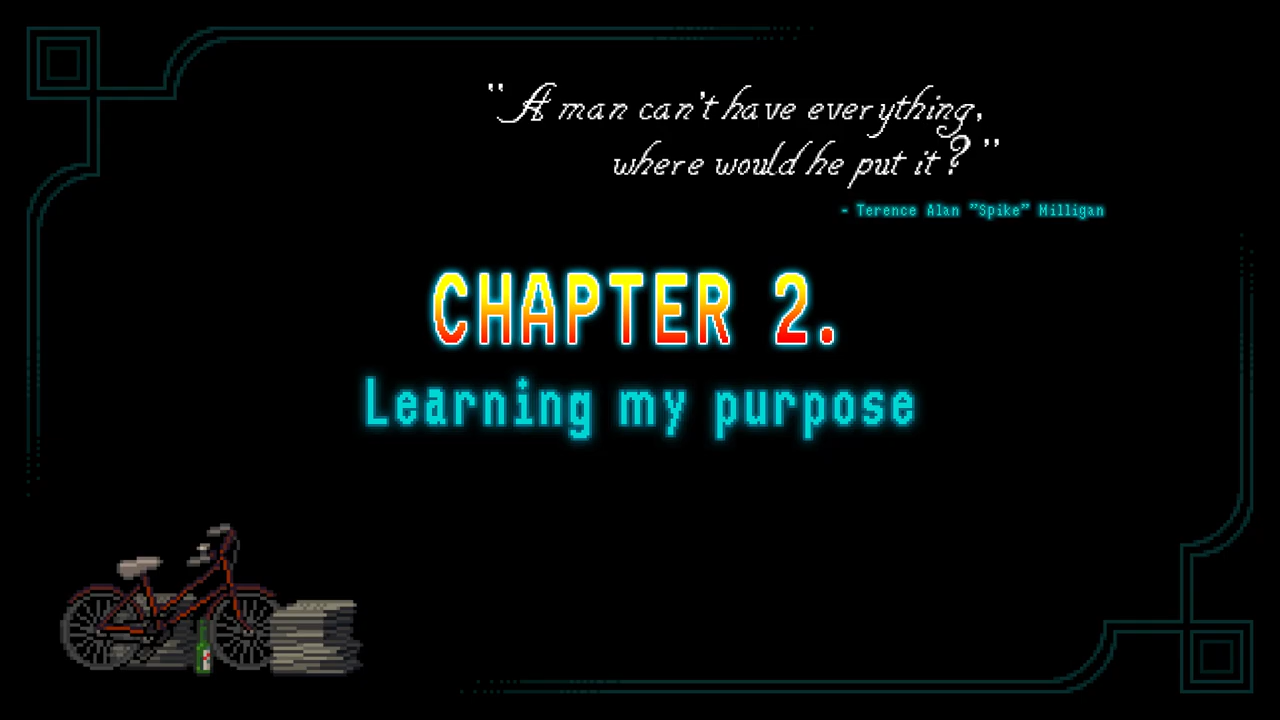 "A man can't have everything,
where would he put it?"
- Terence Alan "Spike" Milligan
CHAPTER 2.
Learning my purpose